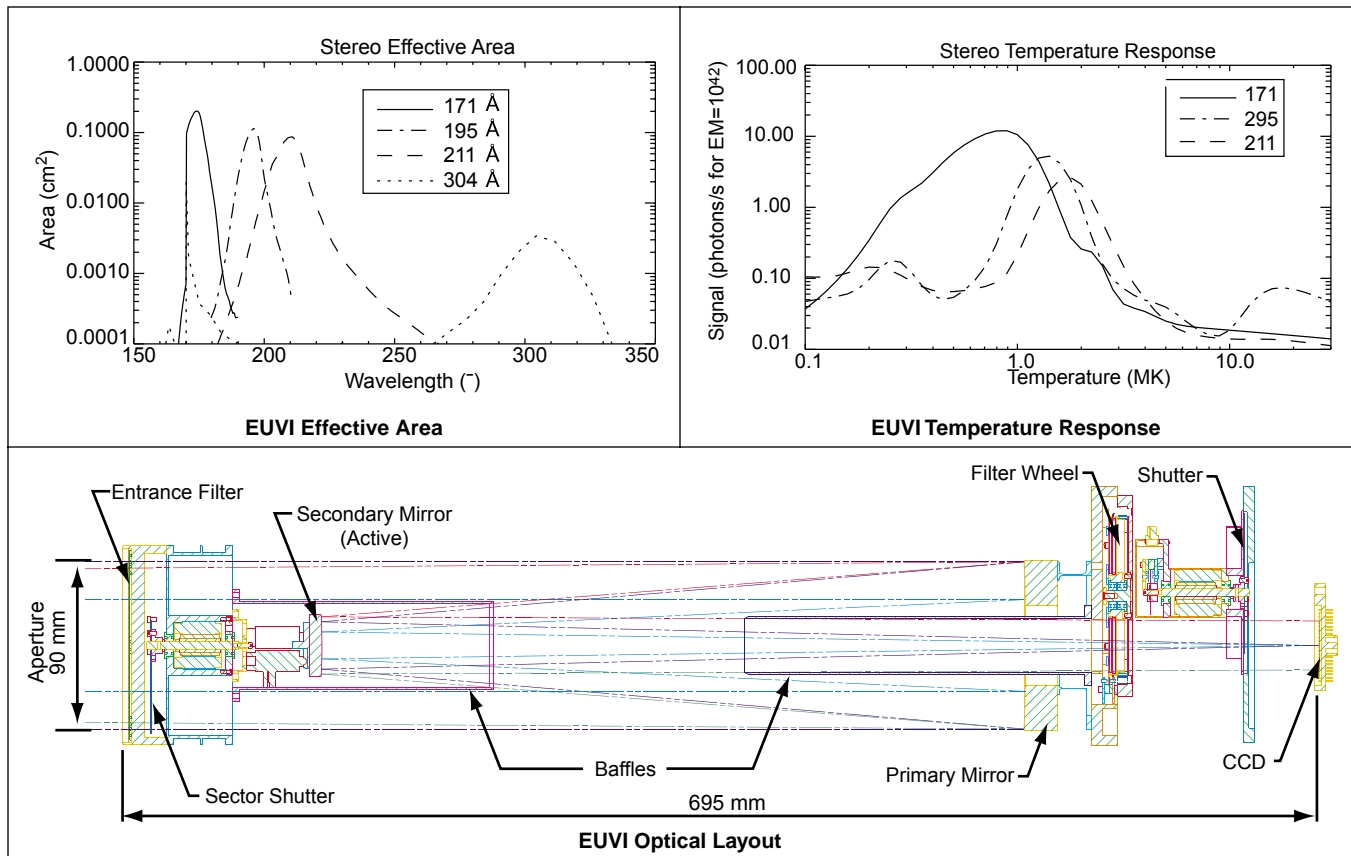 Stereo Effective Area
1.0000
0.1000
0.0100
0.0010
0.0001
Area (cm²)
171 Å
195 Å
211 Å
304 Å
150 200 250 300 350
Wavelength (¯)
EUVI Effective Area
Stereo Temperature Response
100.00
10.00
1.00
0.10
0.01
Signal (photons/s for EM=10⁴²)
171
295
211
0.1 1.0 10.0
Temperature (MK)
EUVI Temperature Response
Entrance Filter
Secondary Mirror
(Active)
Filter Wheel
Shutter
Aperture
90 mm
Sector Shutter
Baffles
Primary Mirror
CCD
695 mm
EUVI Optical Layout